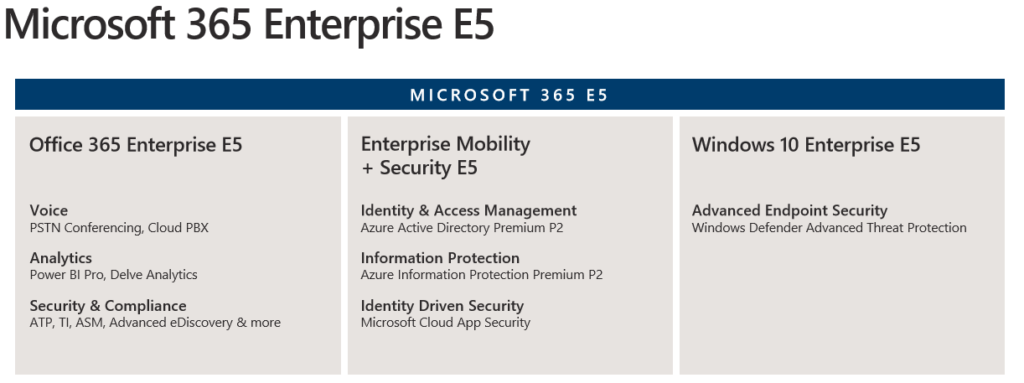 Microsoft 365 Enterprise E5
MICROSOFT 365 E5
Office 365 Enterprise E5
Voice
PSTN Conferencing, Cloud PBX
Analytics
Power BI Pro, Delve Analytics
Security & Compliance
ATP, TI, ASM, Advanced eDiscovery & more
Enterprise Mobility
+ Security E5
Identity & Access Management
Azure Active Directory Premium P2
Information Protection
Azure Information Protection Premium P2
Identity Driven Security
Microsoft Cloud App Security
Windows 10 Enterprise E5
Advanced Endpoint Security
Windows Defender Advanced Threat Protection